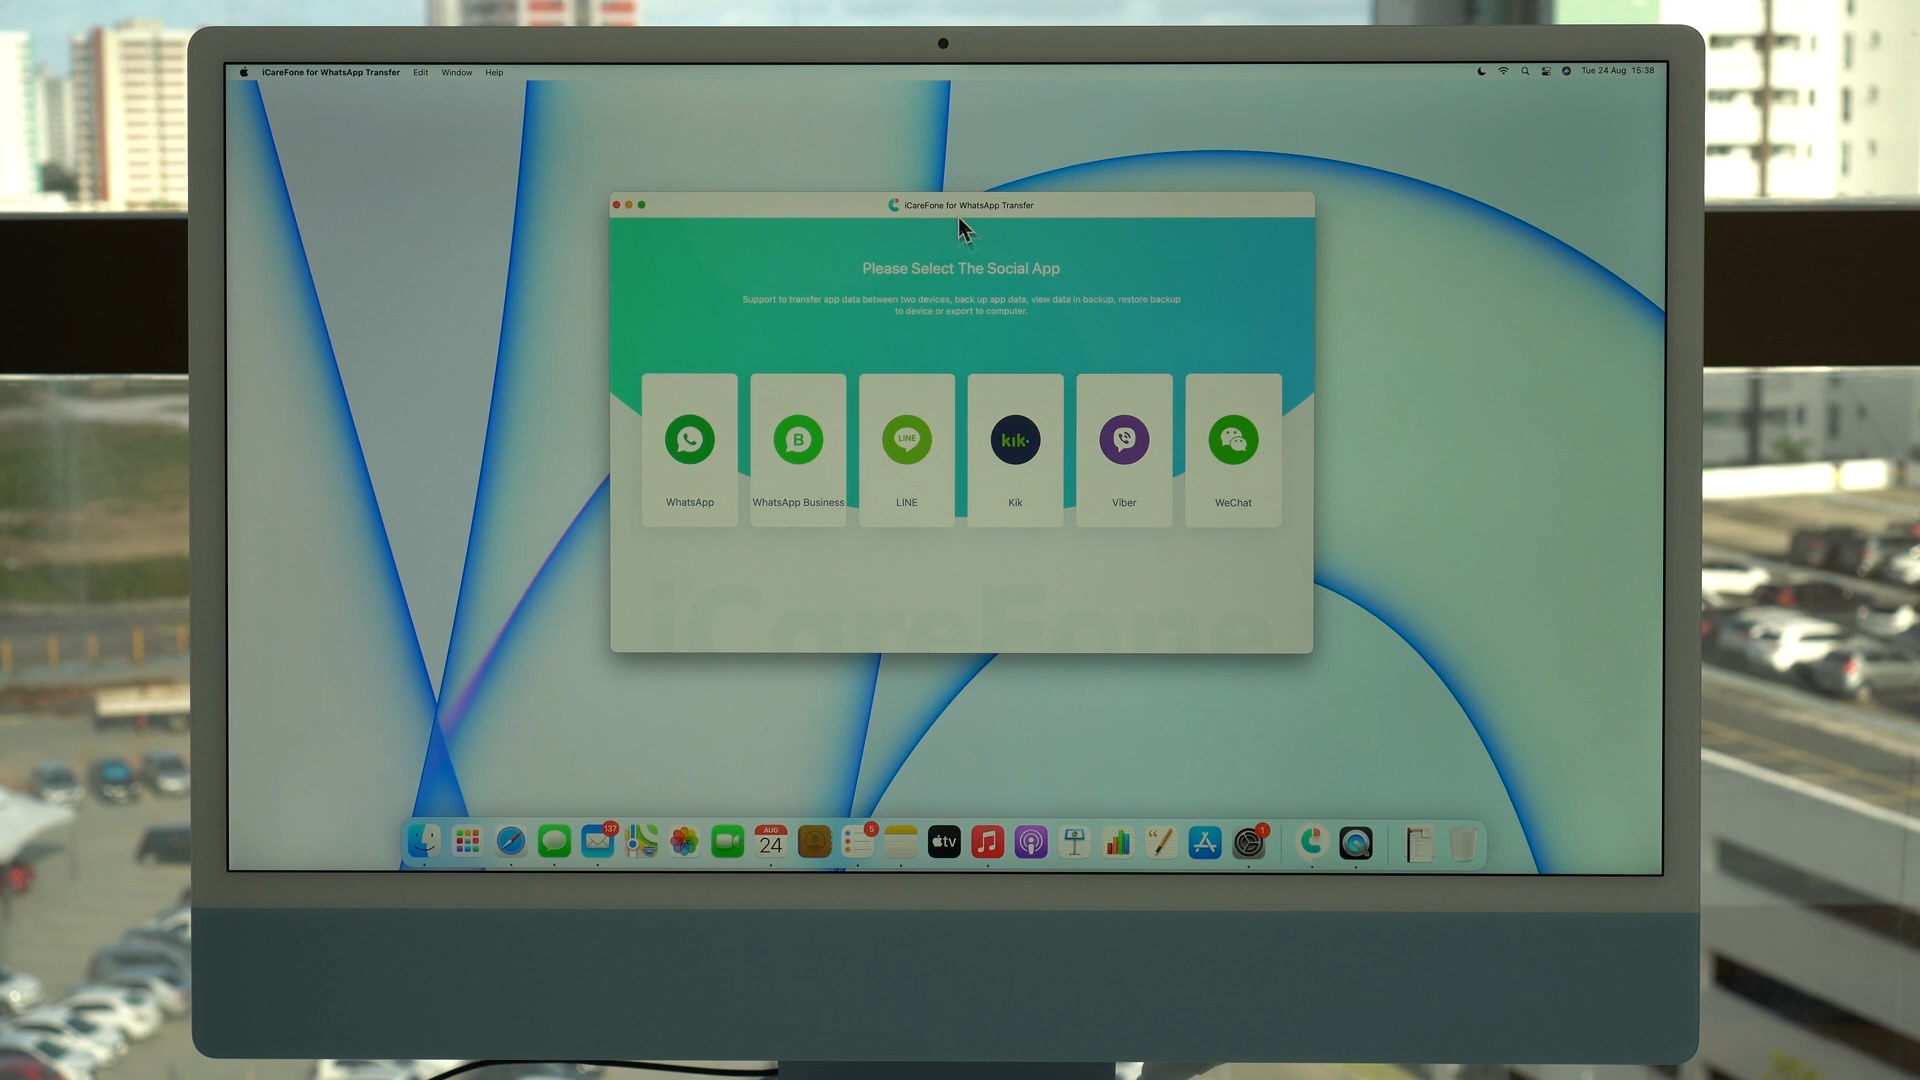 iCareFone for WhatsApp Transfer Edit Window Help
Tue 24 Aug 15:38
iCareFone for WhatsApp Transfer
Please Select The Social App
Support to transfer app data between two devices, back up app data, view data in backup, restore backup
to device or export to computer.
B
LINE
kik·
WhatsApp
WhatsApp Business
LINE
Kik
Viber
WeChat
iCareFone
137
AUG
24
5
tv
1